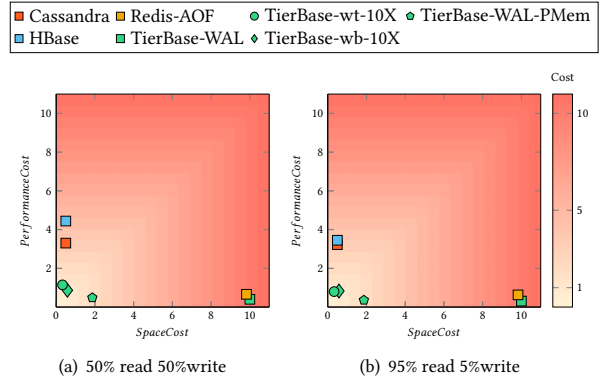 Cassandra Redis-AOF TierBase-wt-10X TierBase-WAL-PMem
HBase TierBase-WAL TierBase-wb-10X
Cost
10
8
6
4
2
0 2 4 6 8 10
PerformanceCost
SpaceCost
(a) 50% read 50%write
10
8
6
4
2
0 2 4 6 8 10
PerformanceCost
SpaceCost
(b) 95% read 5%write
10
5
1